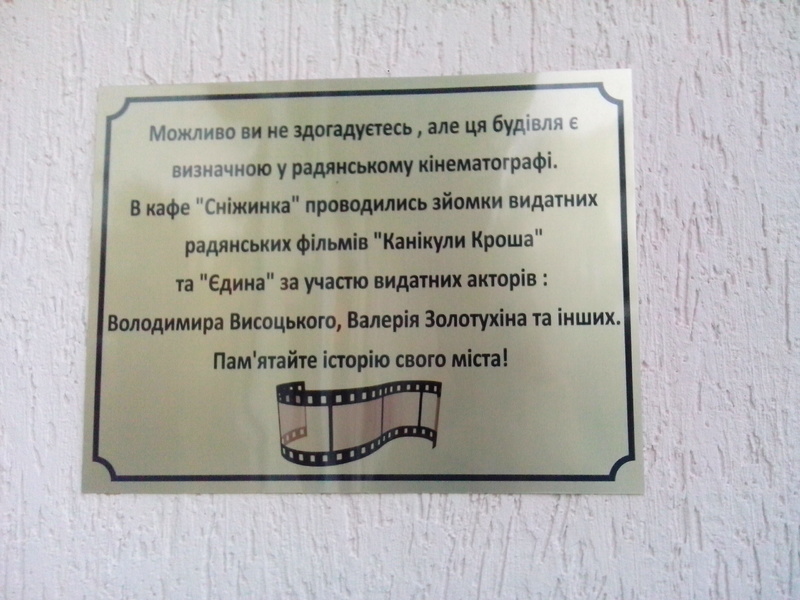 Можливо ви не здогадуєтесь , але ця будівля є
визначною у радянському кінематографі.
В кафе "Сніжинка" проводились зйомки видатних
радянських фільмів "Канікули Кроша"
та "Єдина" за участю видатних акторів :
Володимира Висоцького, Валерія Золотухіна та інших.
Пам'ятайте історію свого міста!